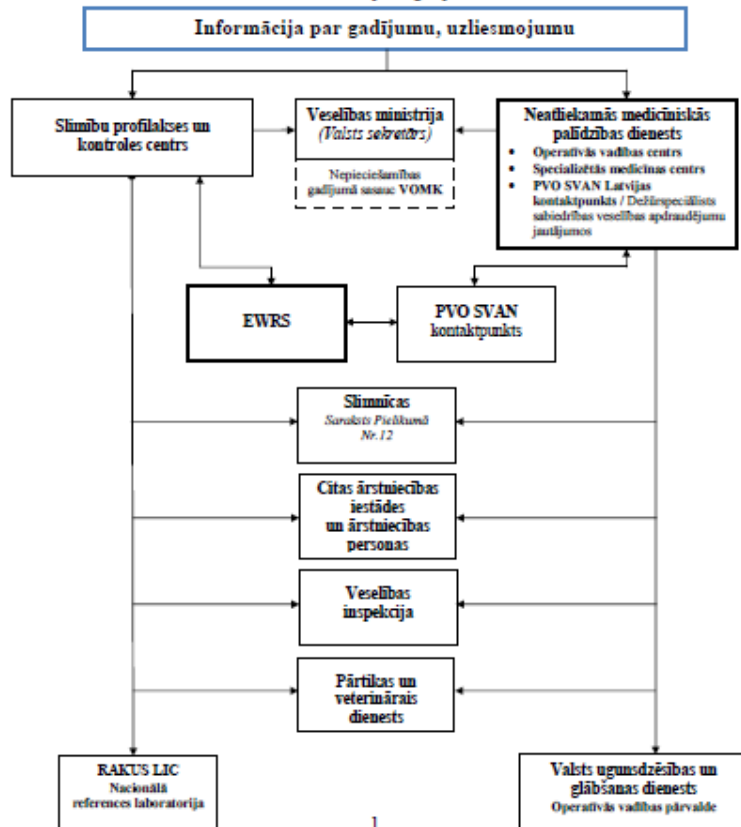 Informācija par gadījumu, uzliesmojumu
Slimību profilakses un
kontroles centrs
Veselības ministrija
(Valsts sekretārs)
Nepieciešamības
gadījumā sasauc VOMK
Neatliekamās medicīniskās
palīdzības dienests
• Operatīvās vadības centrs
• Specializētās medicīnas centrs
• PVO SVAN Latvijas
kontaktpunkts / Dežūrspeciālists
sabiedrības veselības apdraudējumu
jautājumos
EWRS
PVO SVAN
kontaktpunkts
Slimnīcas
Saraksts Pielikumā
Nr.12
Citas ārstniecības
iestādes
un ārstniecības
personas
Veselības
inspekcija
Pārtikas un
veterinārais
dienests
RAKUS LIC
Nacionālā
references laboratorija
Valsts ugunsdzēsības un
glābšanas dienests
Operatīvās vadības pārvalde
1